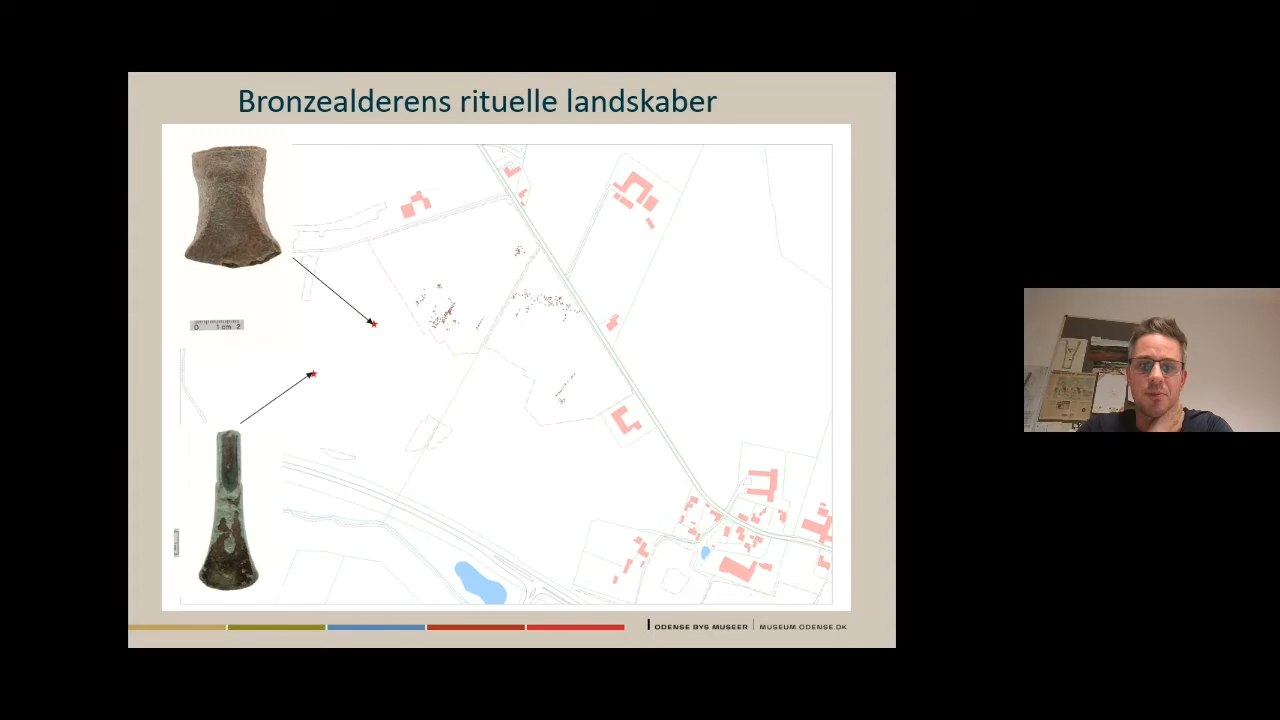 Bronzealderens rituelle landskaber
0 1 cm 2
ODENSE BYS MUSEER | MUSEUM.ODENSE.DK